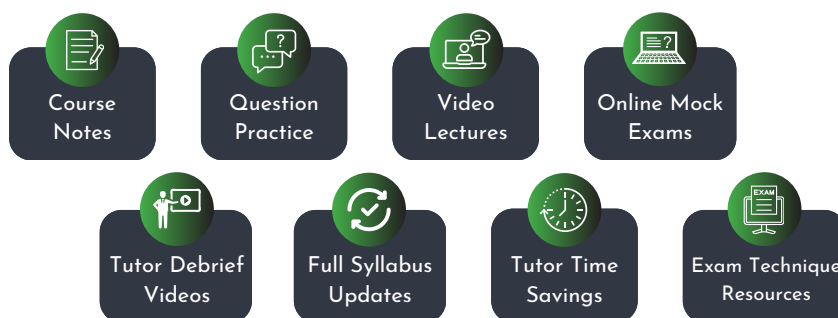 Course
Notes
?
Question
Practice
Video
Lectures
?
Online Mock
Exams
Tutor Debrief
Videos
Full Syllabus
Updates
Tutor Time
Savings
EXAM
Exam Technique
Resources